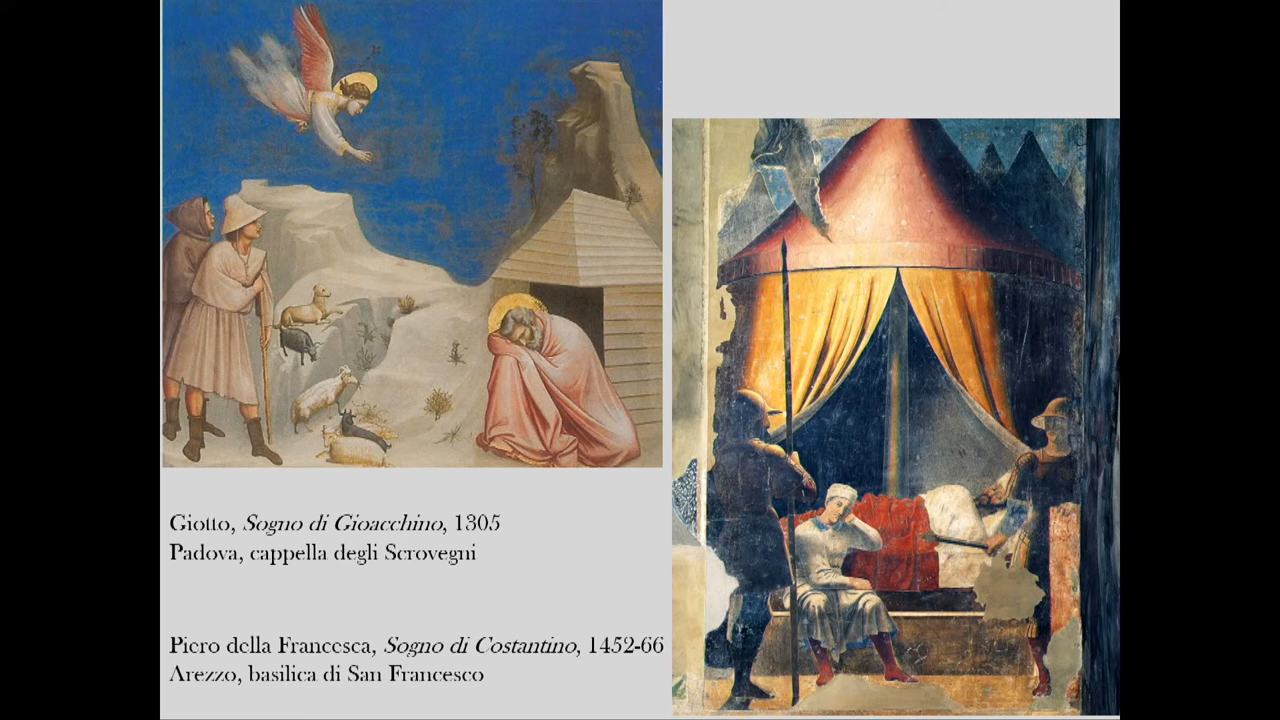 Giotto, Sogno di Gioacchino, 1305
Padova, cappella degli Scrovegni
Piero della Francesca, Sogno di Costantino, 1452-66
Arezzo, basilica di San Francesco